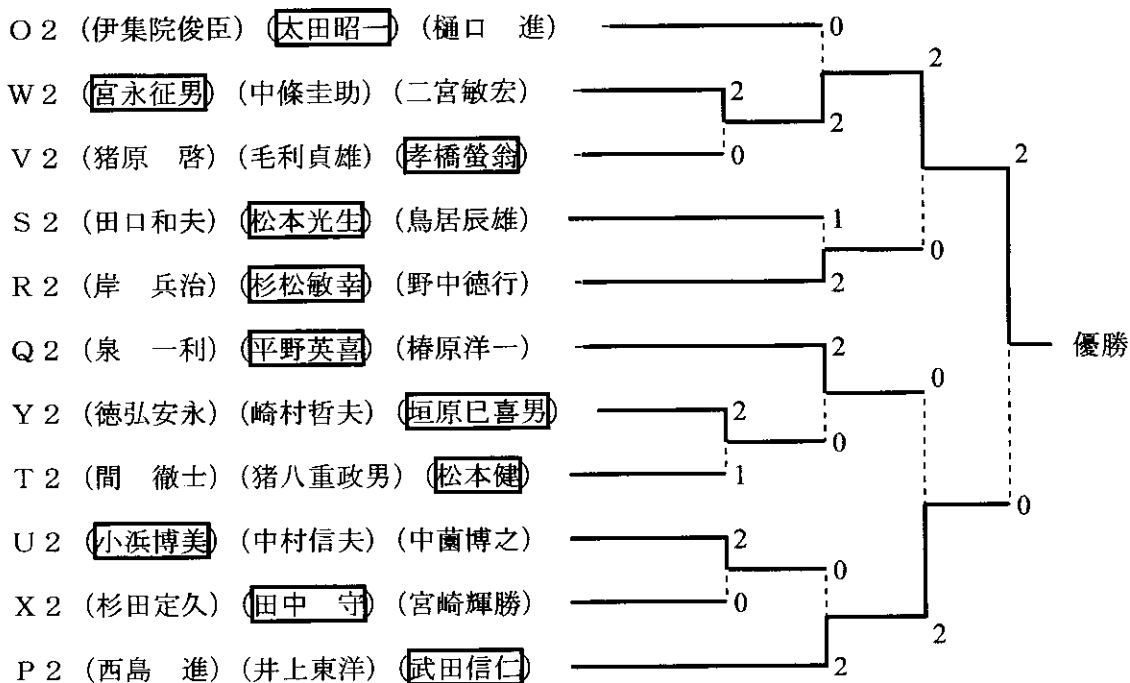 O2 (伊集院俊臣) (太田昭一) (樋口 進) 0
2
W2 (宮永征男) (中條圭助) (二宮敏宏) 2
2
V2 (猪原 啓) (毛利貞雄) (孝橋螢翁) 0
2
S2 (田口和夫) (松本光生) (鳥居辰雄) 1
0
R2 (岸 兵治) (杉松敏幸) (野中徳行) 2
Q2 (泉 一利) (平野英喜) (椿原洋一) 2
優勝
0
Y2 (徳弘安永) (崎村哲夫) (垣原已喜男) 2
0
T2 (間 徹士) (猪八重政男) (松本健) 1
0
U2 (小浜博美) (中村信夫) (中薗博之) 2
0
X2 (杉田定久) (田中 守) (宮崎輝勝) 0
2
P2 (西島 進) (井上東洋) (武田信仁) 2